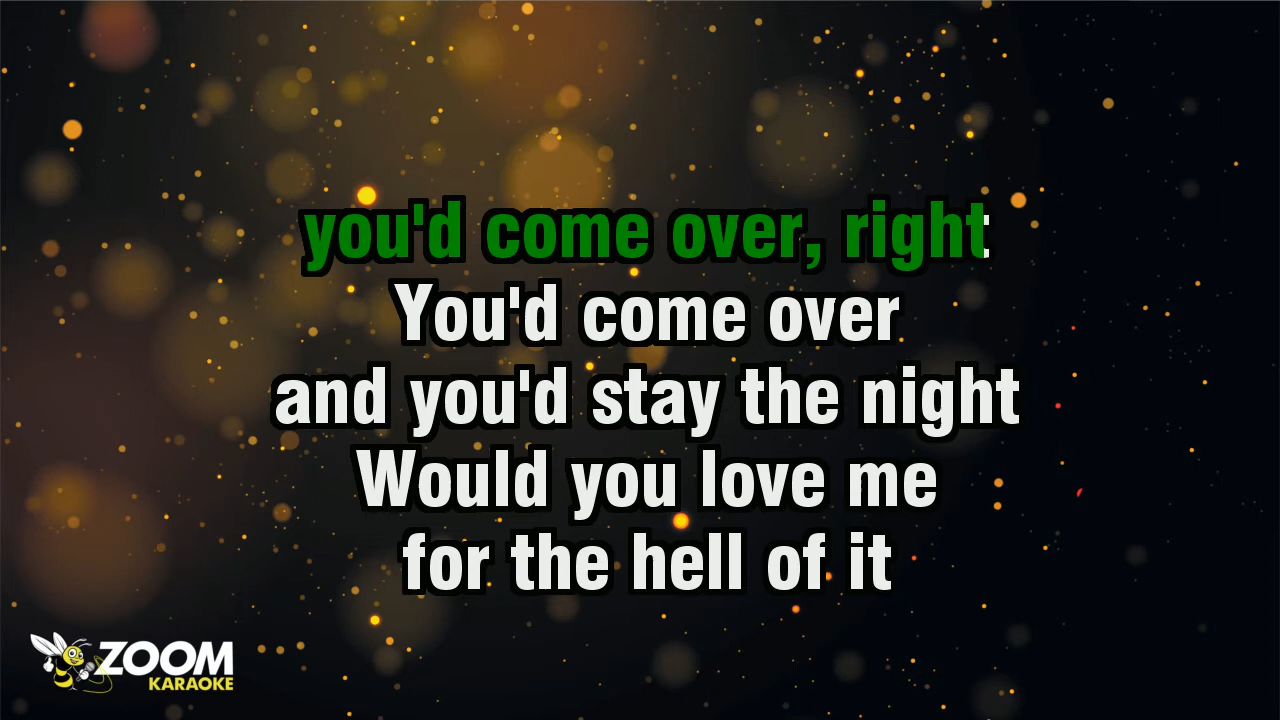 you'd come over, right
You'd come over
and you'd stay the night
Would you love me
for the hell of it
ZOOM
KARAOKE